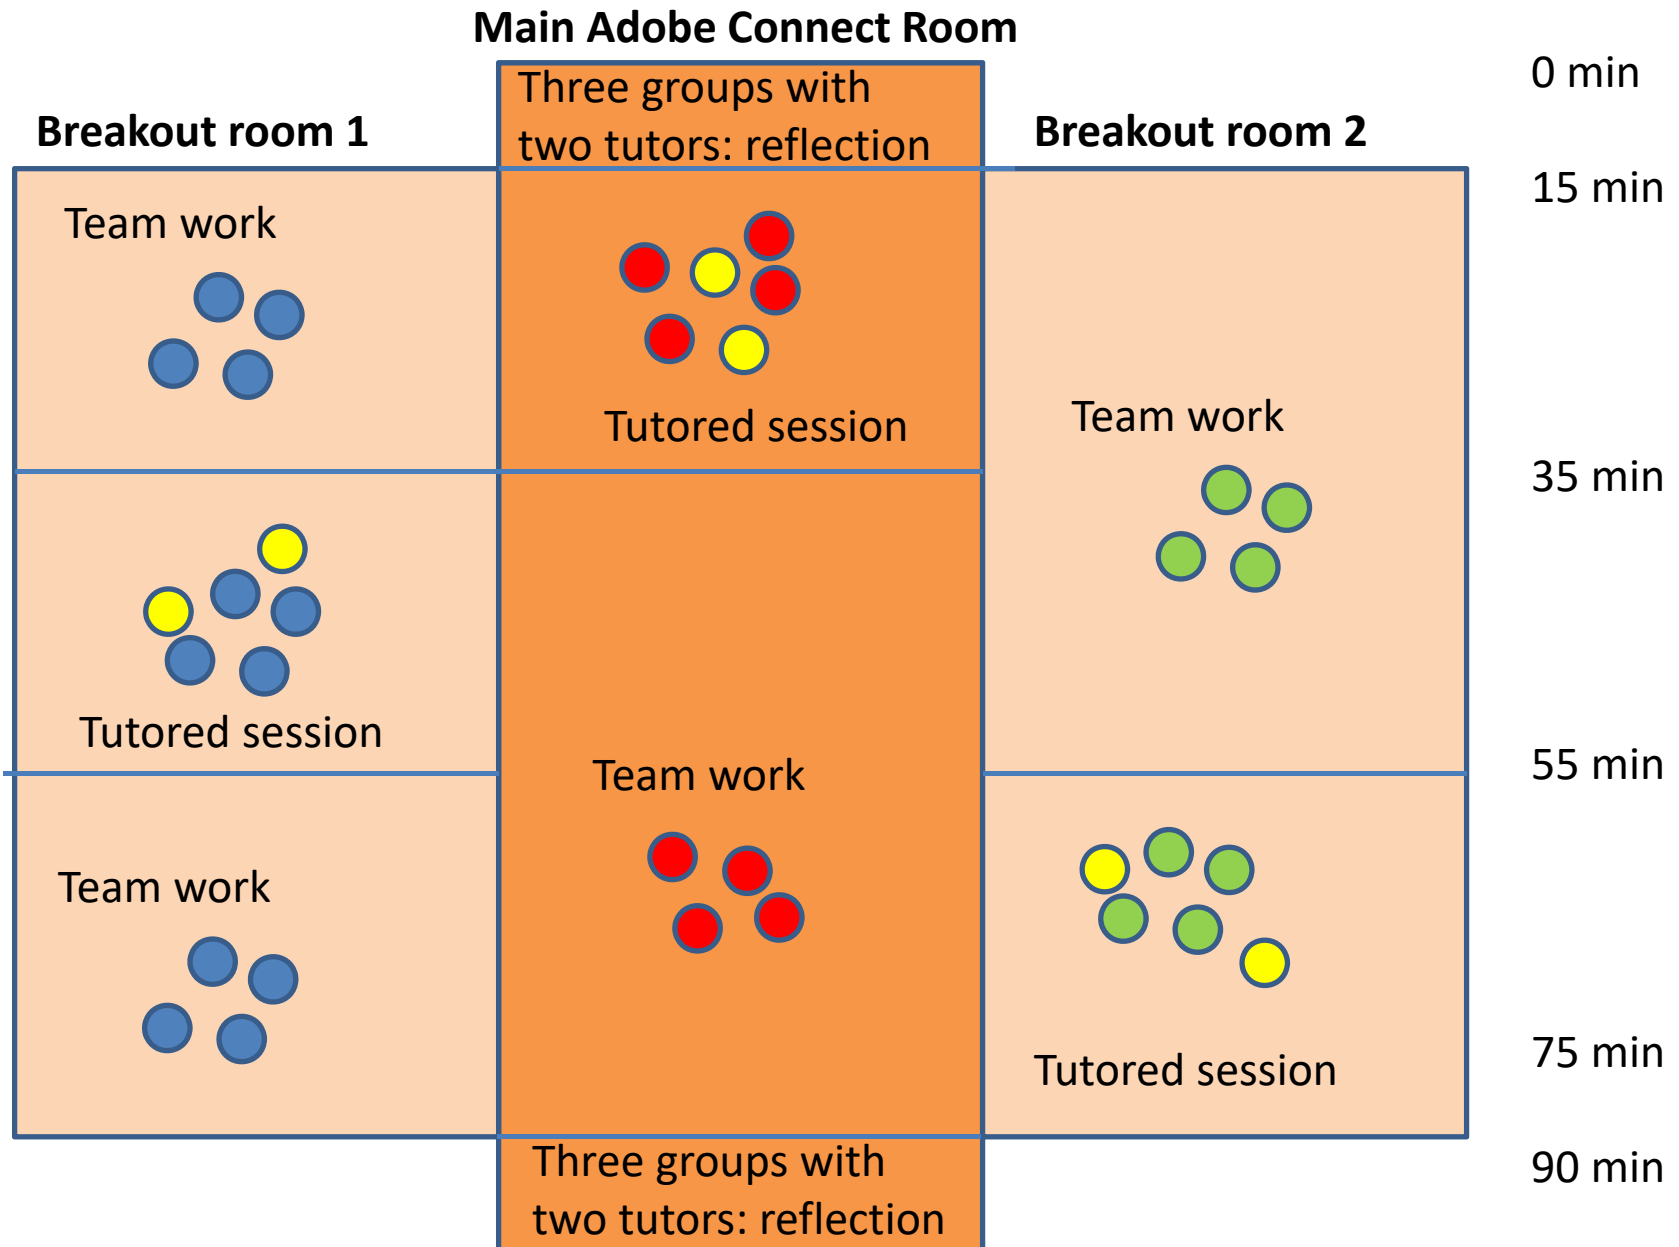 Main Adobe Connect Room
Three groups with
two tutors: reflection
0 min
Breakout room 1
Breakout room 2
15 min
Team work
Tutored session
Team work
35 min
Tutored session
Team work
55 min
Team work
Tutored session
75 min
Three groups with
two tutors: reflection
90 min